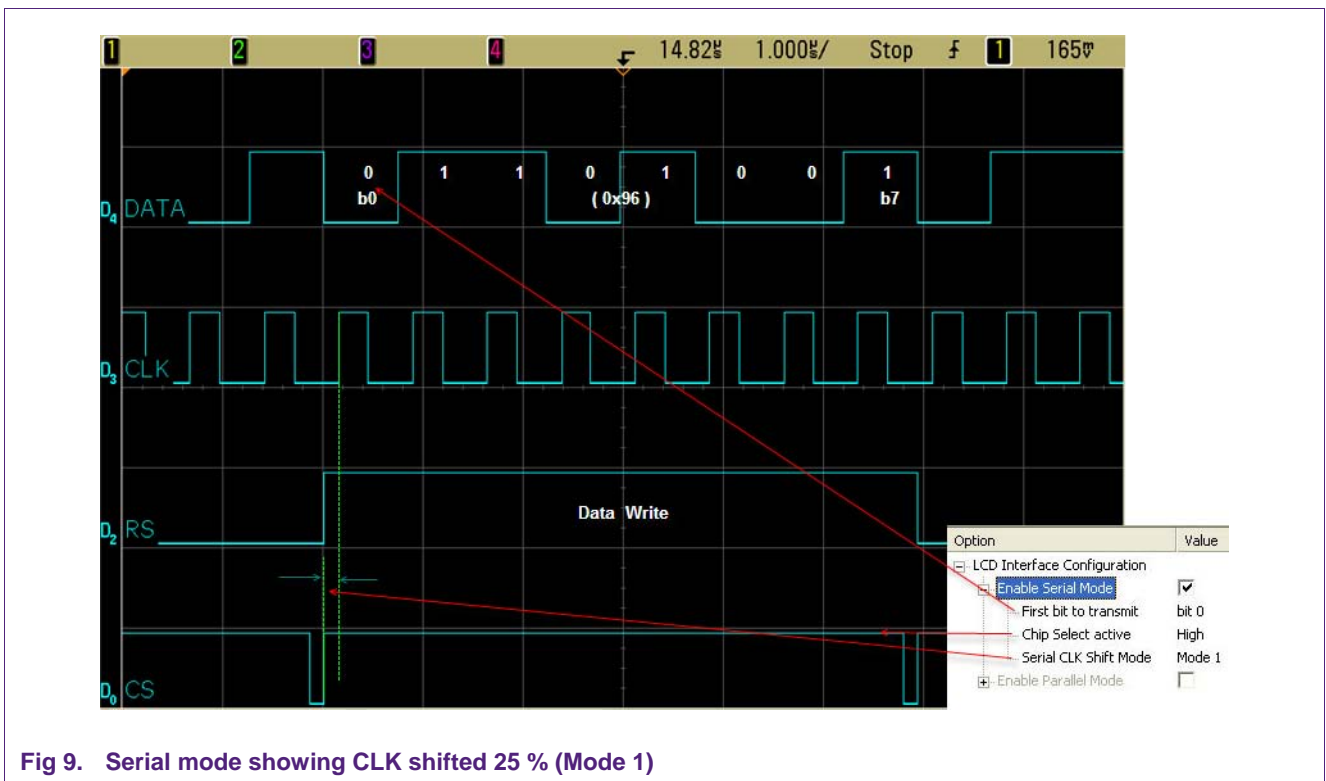 1 2 3 4 14.82µs 1.000µs/ Stop 1 165mV
0 1 1 0 1 0 0 1
b0 ( 0x96 ) b7
D4 DATA
D3 CLK
D2 RS
Data Write
D0 CS
Option Value
LCD Interface Configuration
Enable Serial Mode
First bit to transmit bit 0
Chip Select active High
Serial CLK Shift Mode Mode 1
Enable Parallel Mode
Fig 9. Serial mode showing CLK shifted 25 % (Mode 1)